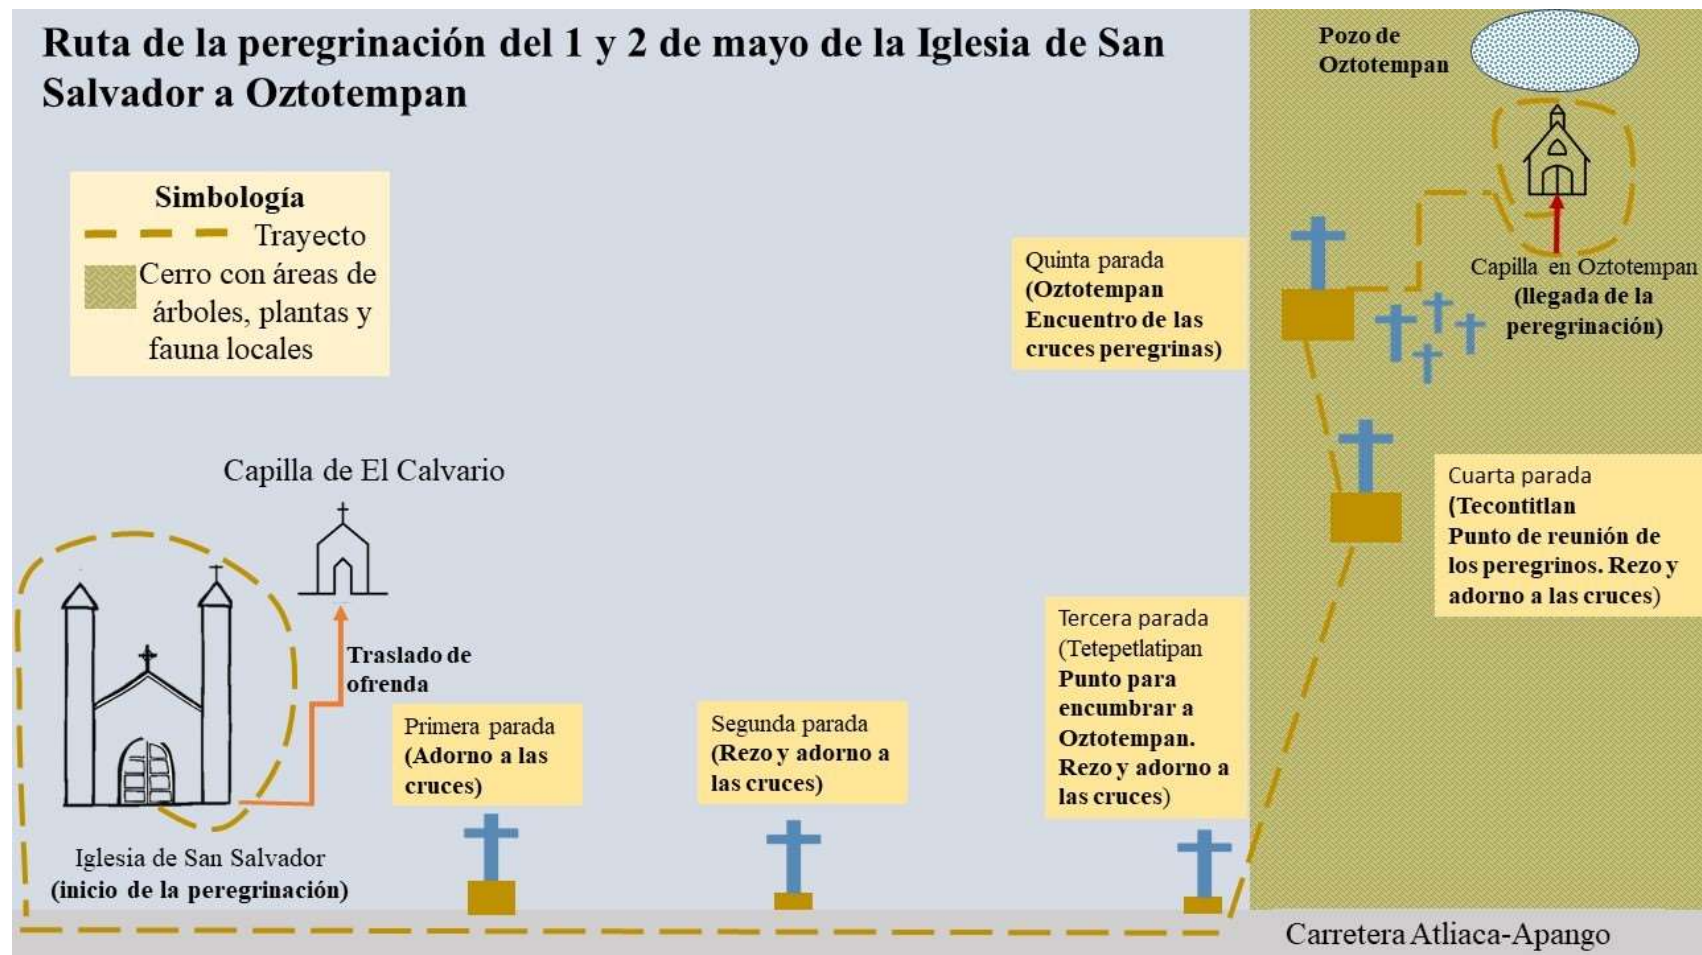 Ruta de la peregrinación del 1 y 2 de mayo de la Iglesia de San
Salvador a Oztotempan
Pozo de
Oztotempan
Simbología
Trayecto
Cerro con áreas de
árboles, plantas y
fauna locales
Quinta parada
(Oztotempan
Encuentro de las
cruces peregrinas)
Capilla en Oztotempan
(llegada de la
peregrinación)
Capilla de El Calvario
Cuarta parada
(Tecontitlan
Punto de reunión de
los peregrinos. Rezo y
adorno a las cruces)
Traslado de
ofrenda
Primera parada
(Adorno a las
cruces)
Segunda parada
(Rezo y adorno a
las cruces)
Tercera parada
(Tetepetlatipan
Punto para
encumbrar a
Oztotempan.
Rezo y adorno a
las cruces)
Iglesia de San Salvador
(inicio de la peregrinación)
Carretera Atliaca-Apango